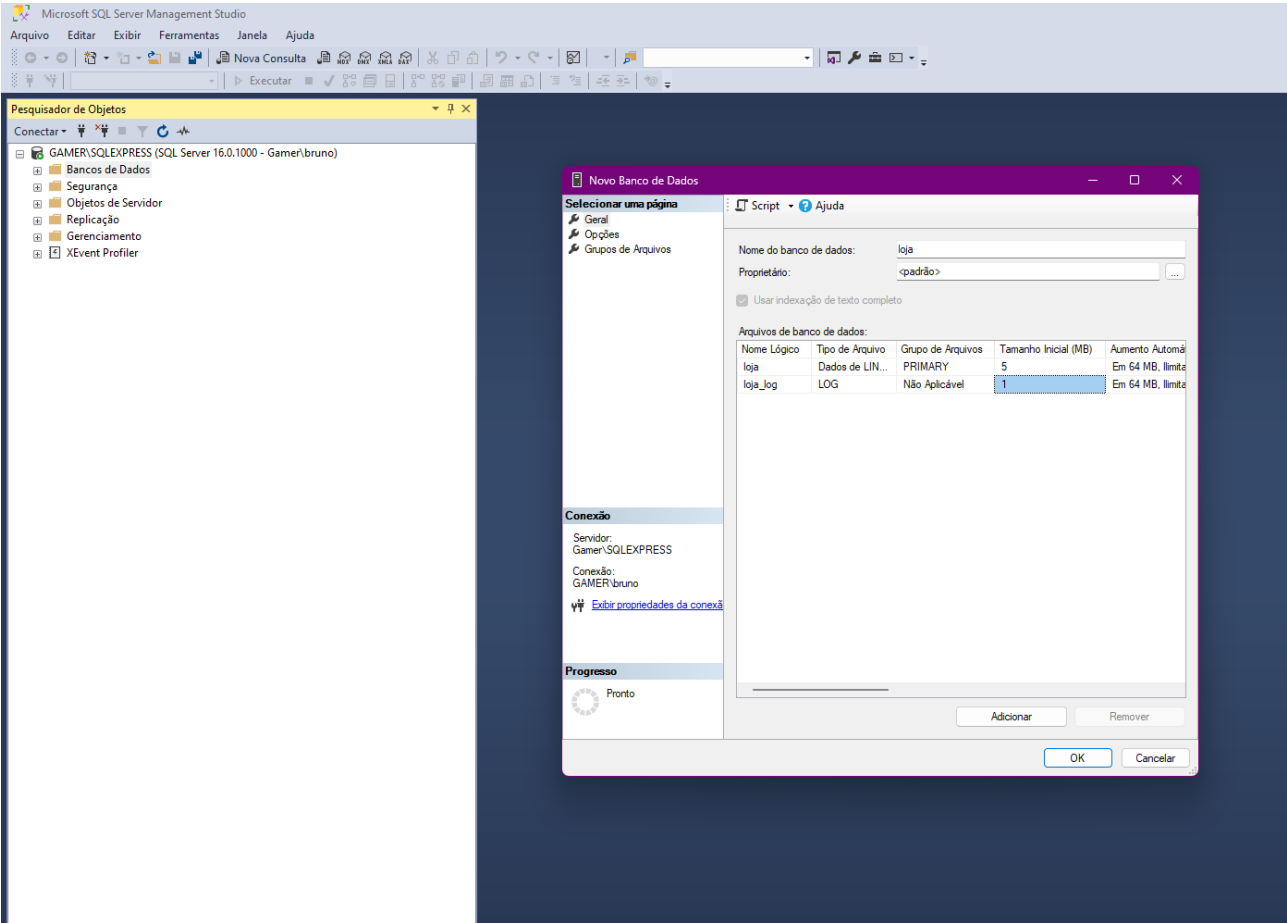 Microsoft SQL Server Management Studio
Arquivo Editar Exibir Ferramentas Janela Ajuda
Nova Consulta MDX DMX XMLA DAX
Executar
Pesquisador de Objetos
Conectar
GAMER\SQLEXPRESS (SQL Server 16.0.1000 - Gamer\bruno)
Bancos de Dados
Segurança
Objetos de Servidor
Replicação
Gerenciamento
XEvent Profiler
Novo Banco de Dados
Selecionar uma página
Geral
Opções
Grupos de Arquivos
Script Ajuda
Nome do banco de dados: loja
Proprietário: <padrão> ...
Usar indexação de texto completo
Arquivos de banco de dados:
Nome Lógico Tipo de Arquivo Grupo de Arquivos Tamanho Inicial (MB) Aumento Automá
loja Dados de LIN... PRIMARY 5 Em 64 MB, Ilimita
loja_log LOG Não Aplicável 1 Em 64 MB, Ilimita
Conexão
Servidor:
Gamer\SQLEXPRESS
Conexão:
GAMER\bruno
Exibir propriedades da conexã
Progresso
Pronto
Adicionar Remover
OK Cancelar